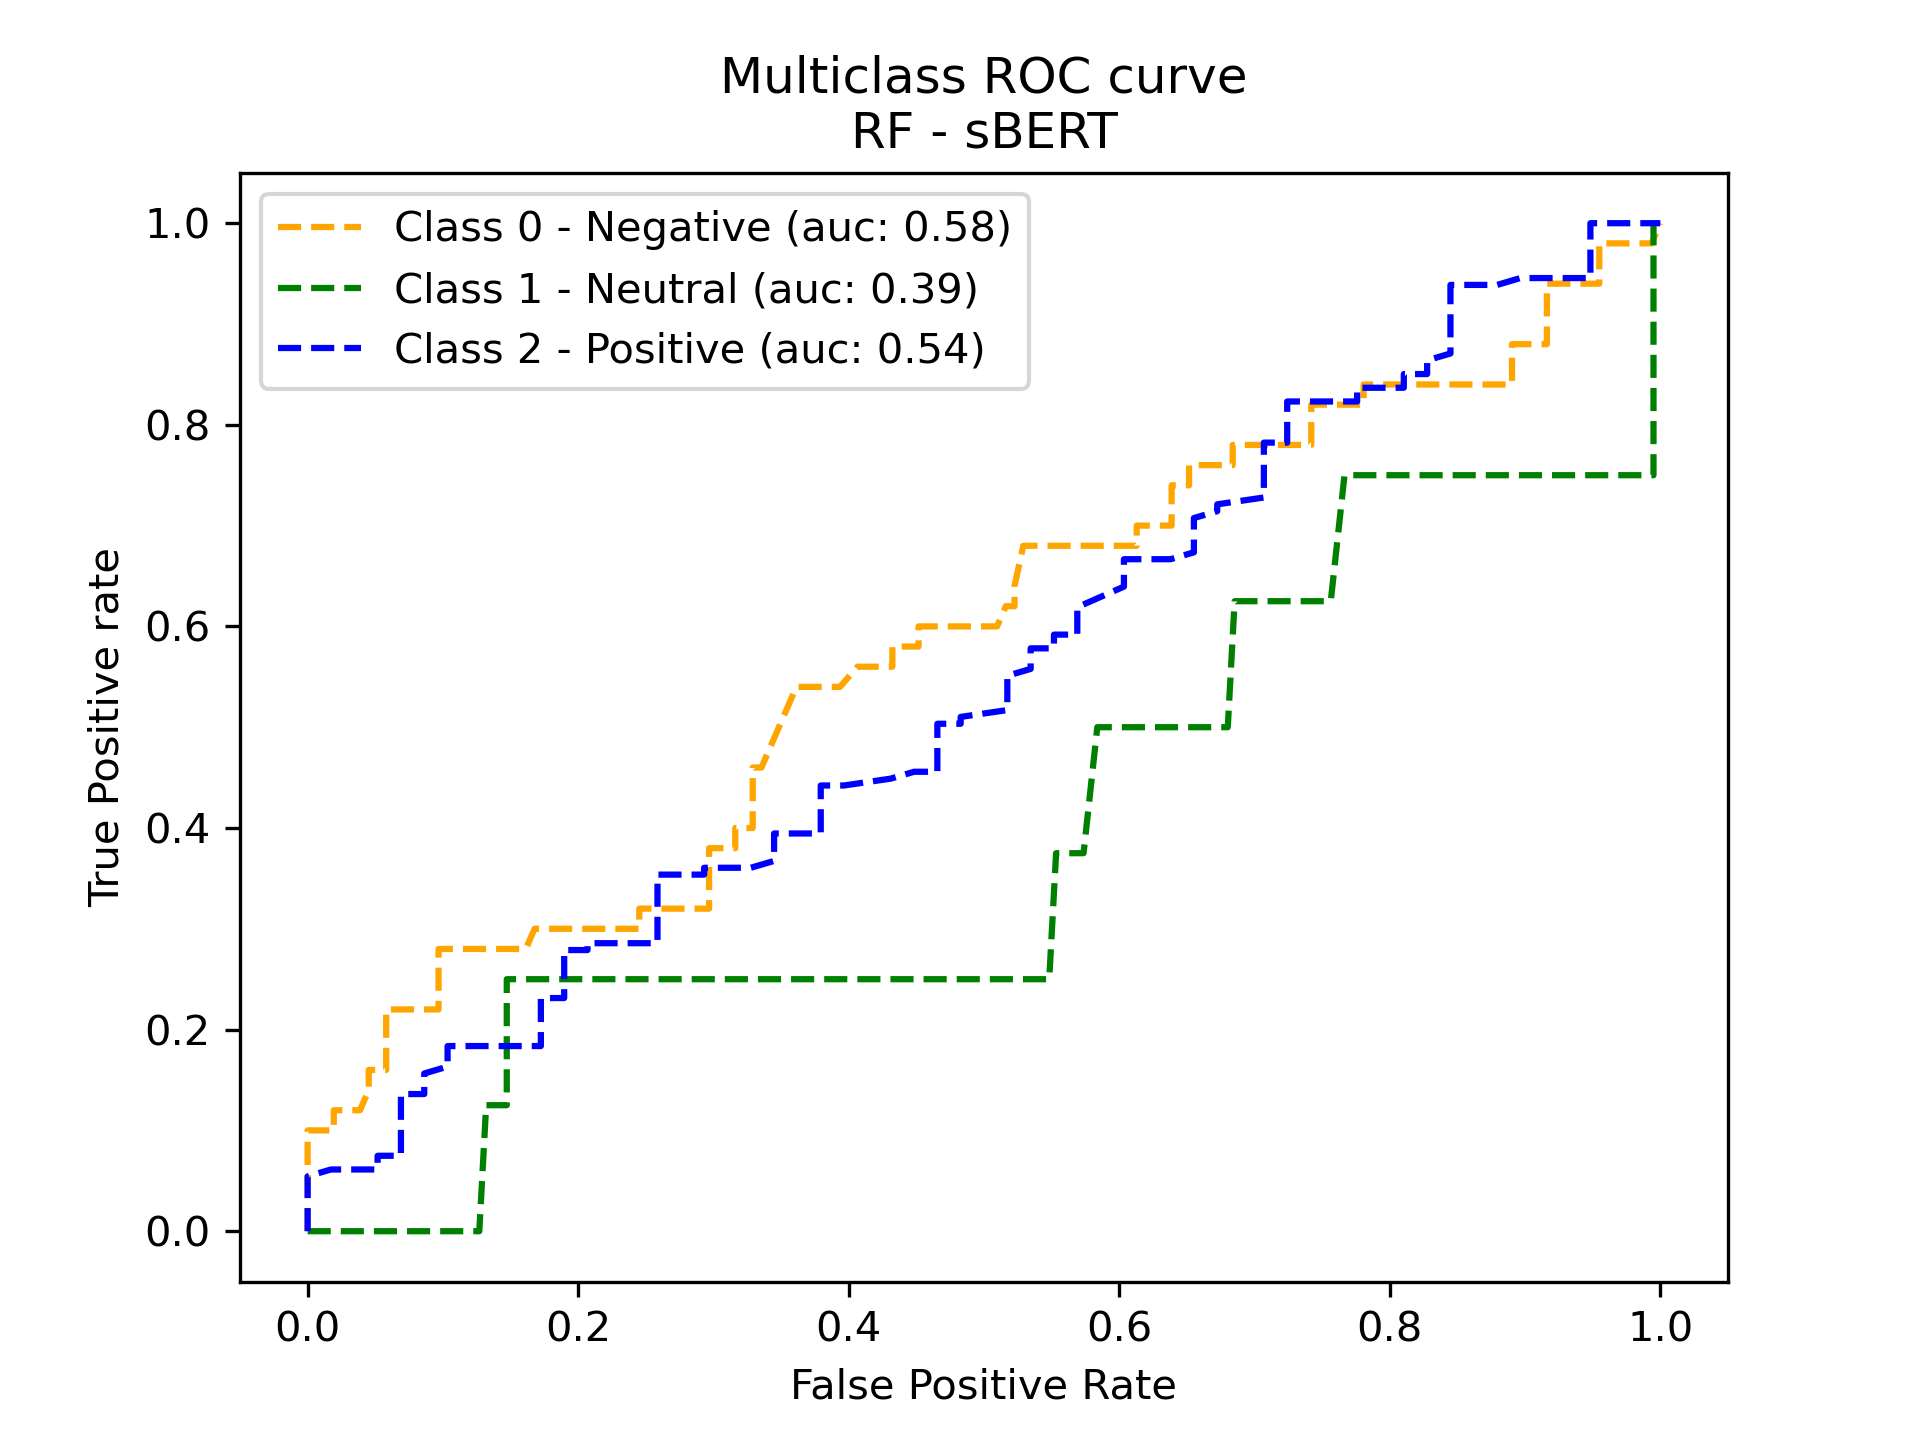 Multiclass ROC curve
RF - sBERT
Class 0 - Negative (auc: 0.58)
Class 1 - Neutral (auc: 0.39)
Class 2 - Positive (auc: 0.54)
1.0
0.8
0.6
0.4
0.2
0.0
True Positive rate
0.0 0.2 0.4 0.6 0.8 1.0
False Positive Rate